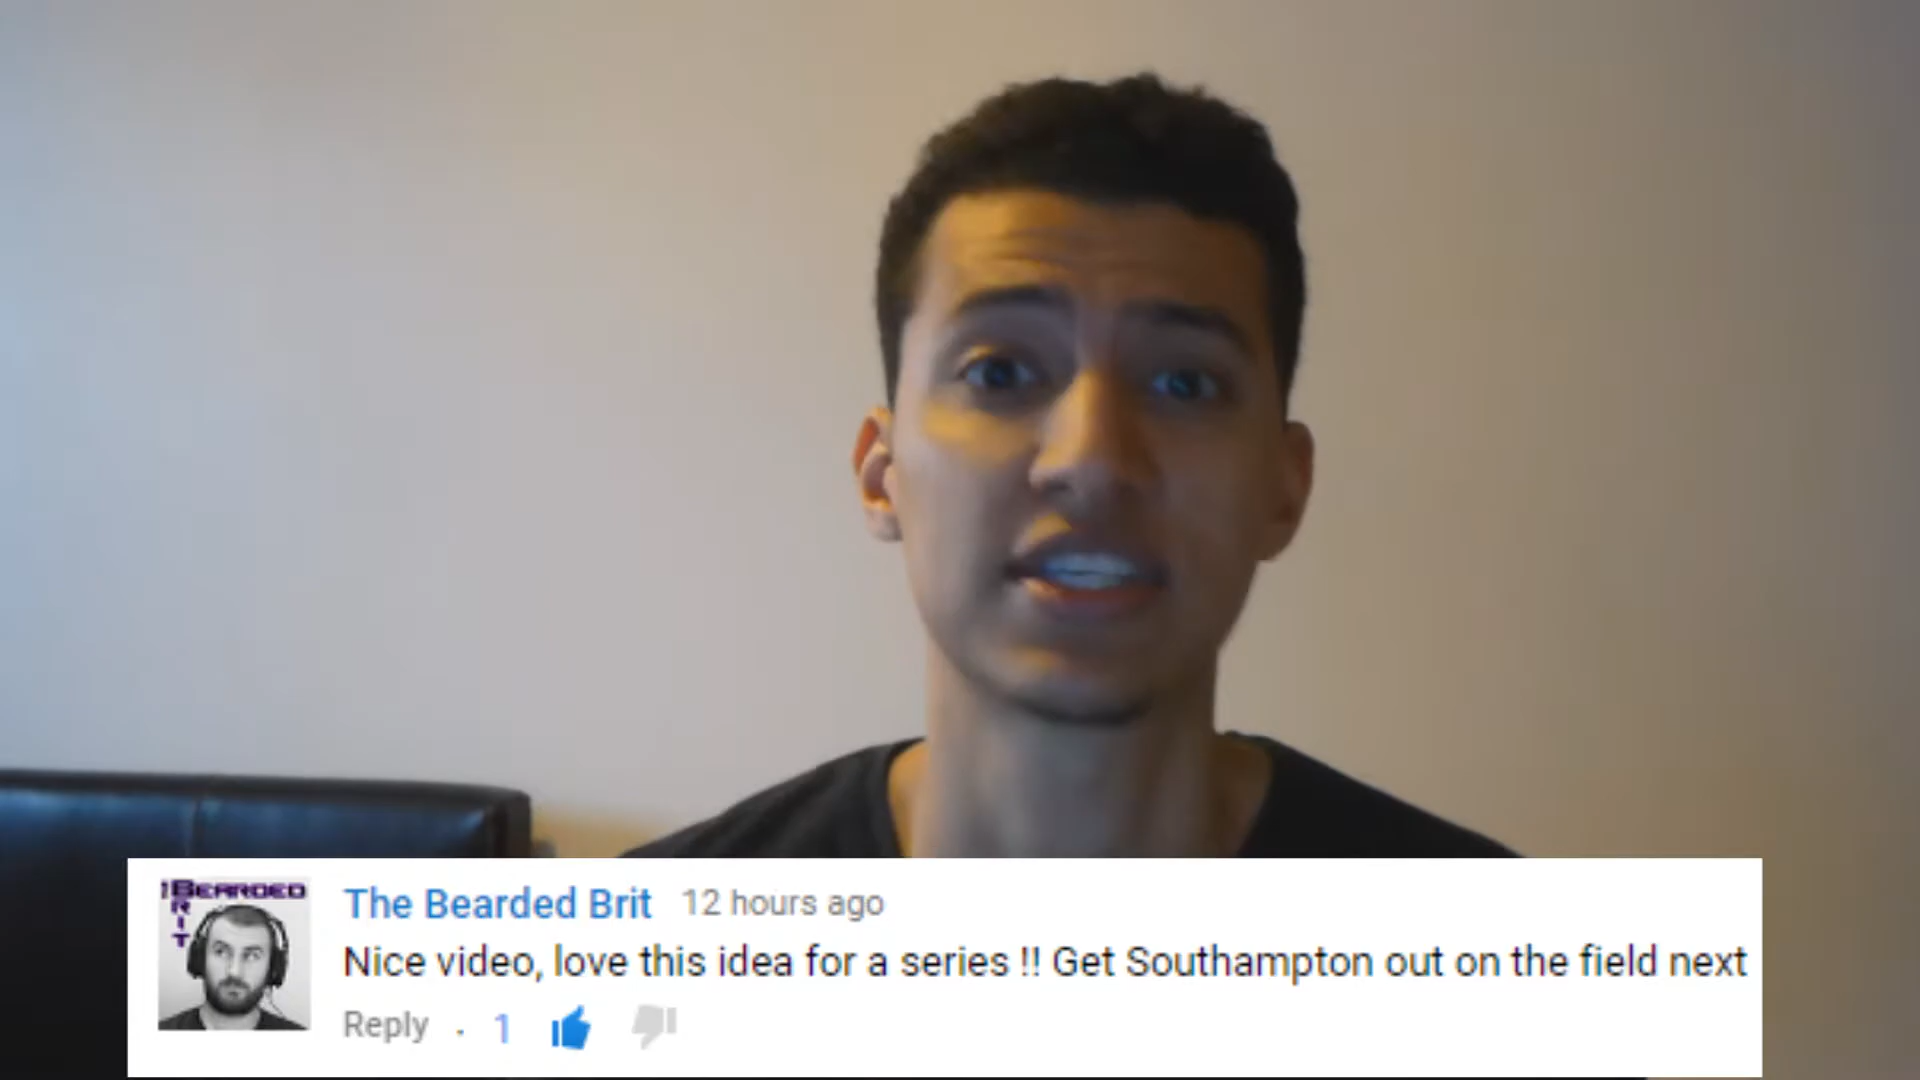 BEARDED
BRIT
The Bearded Brit 12 hours ago
Nice video, love this idea for a series !! Get Southampton out on the field next
Reply . 1